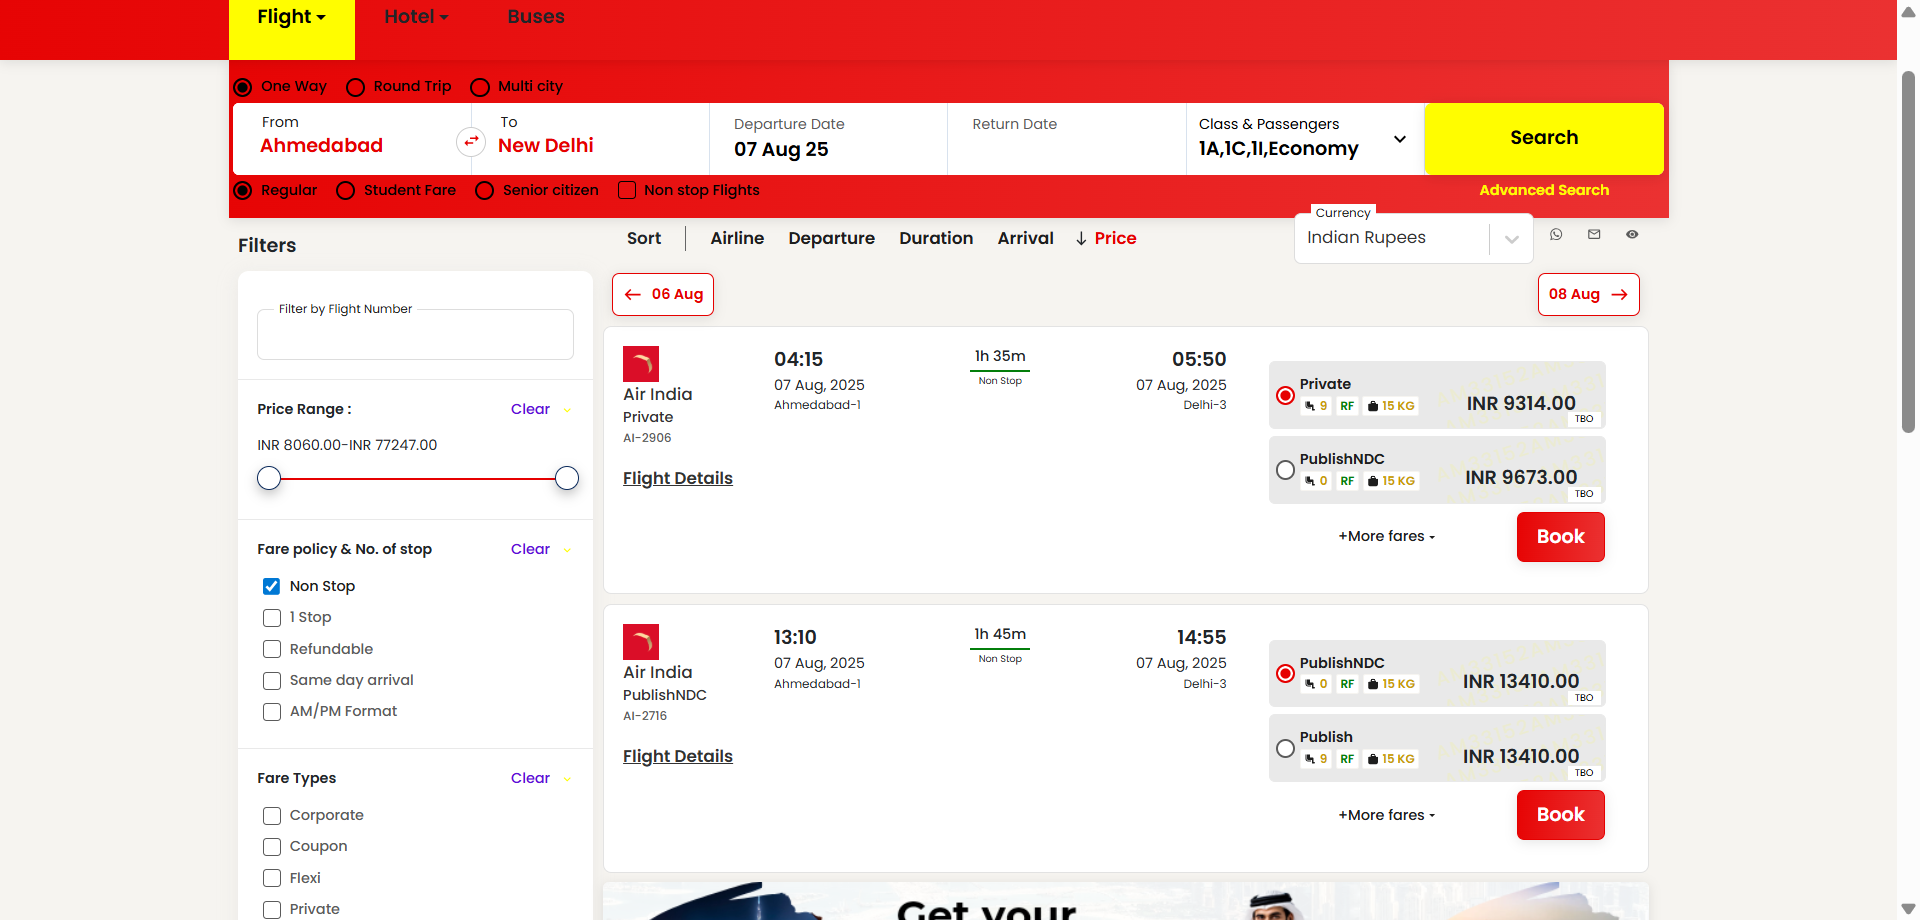 Flight
Hotel
Buses
One Way
Round Trip
Multi city
From
Ahmedabad
To
New Delhi
Departure Date
07 Aug 25
Return Date
Class & Passengers
1A,1C,1I,Economy
Search
Regular
Student Fare
Senior citizen
Non stop Flights
Advanced Search
Filters
Filter by Flight Number
Price Range :
Clear
INR 8060.00-INR 77247.00
Fare policy & No. of stop
Clear
Non Stop
1 Stop
Refundable
Same day arrival
AM/PM Format
Fare Types
Clear
Corporate
Coupon
Flexi
Private
Sort
Airline
Departure
Duration
Arrival
↓ Price
Currency
Indian Rupees
← 06 Aug
08 Aug →
Air India
Private
AI-2906
Flight Details
04:15
07 Aug, 2025
Ahmedabad-1
1h 35m
Non Stop
05:50
07 Aug, 2025
Delhi-3
Private
9 RF 15 KG
INR 9314.00
TBO
PublishNDC
0 RF 15 KG
INR 9673.00
TBO
+More fares
Book
Air India
PublishNDC
AI-2716
Flight Details
13:10
07 Aug, 2025
Ahmedabad-1
1h 45m
Non Stop
14:55
07 Aug, 2025
Delhi-3
PublishNDC
0 RF 15 KG
INR 13410.00
TBO
Publish
9 RF 15 KG
INR 13410.00
TBO
+More fares
Book
Get your